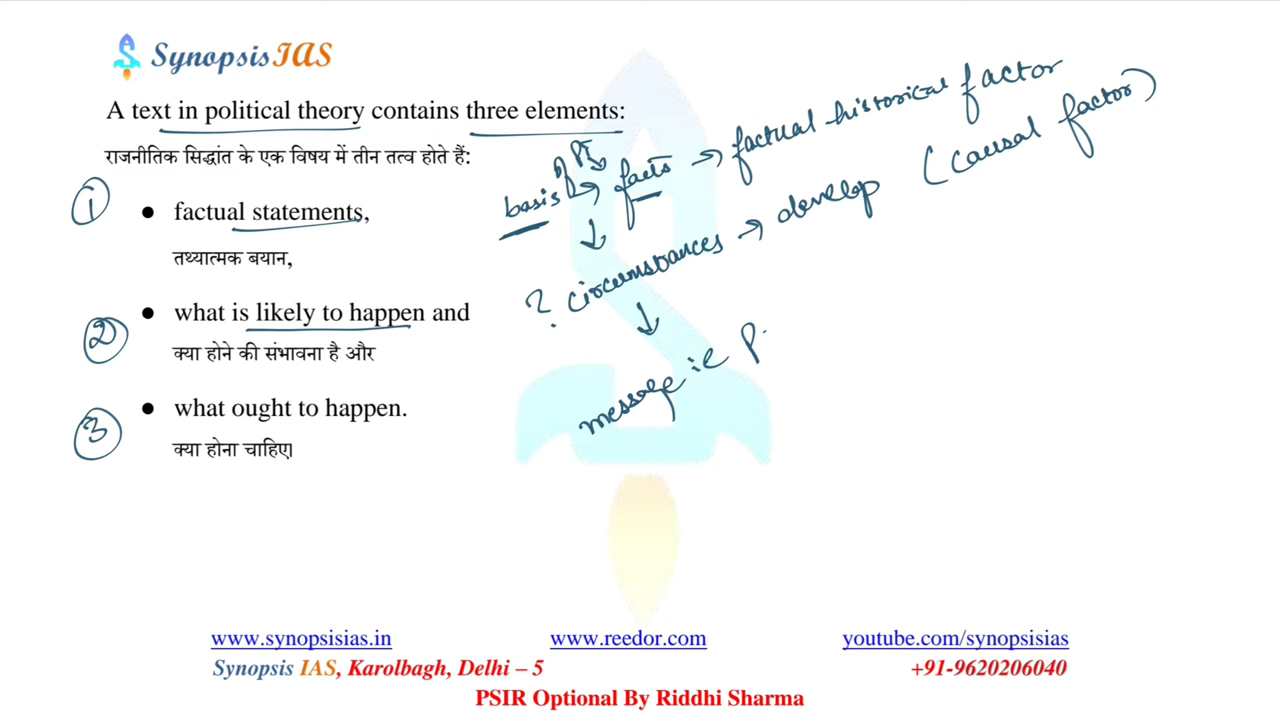 Synopsis IAS
A text in political theory contains three elements:
राजनीतिक सिद्धांत के एक विषय में तीन तत्व होते हैं:
1
● factual statements,
तथ्यात्मक बयान,
2
● what is likely to happen and
क्या होने की संभावना है और
3
● what ought to happen.
क्या होना चाहिए।
basis of PT → facts → factual historical factor
? circumstances → develop (causal factor)
message i.e P.
www.synopsisias.in www.reedor.com youtube.com/synopsisias
Synopsis IAS, Karolbagh, Delhi – 5 +91-9620206040
PSIR Optional By Riddhi Sharma